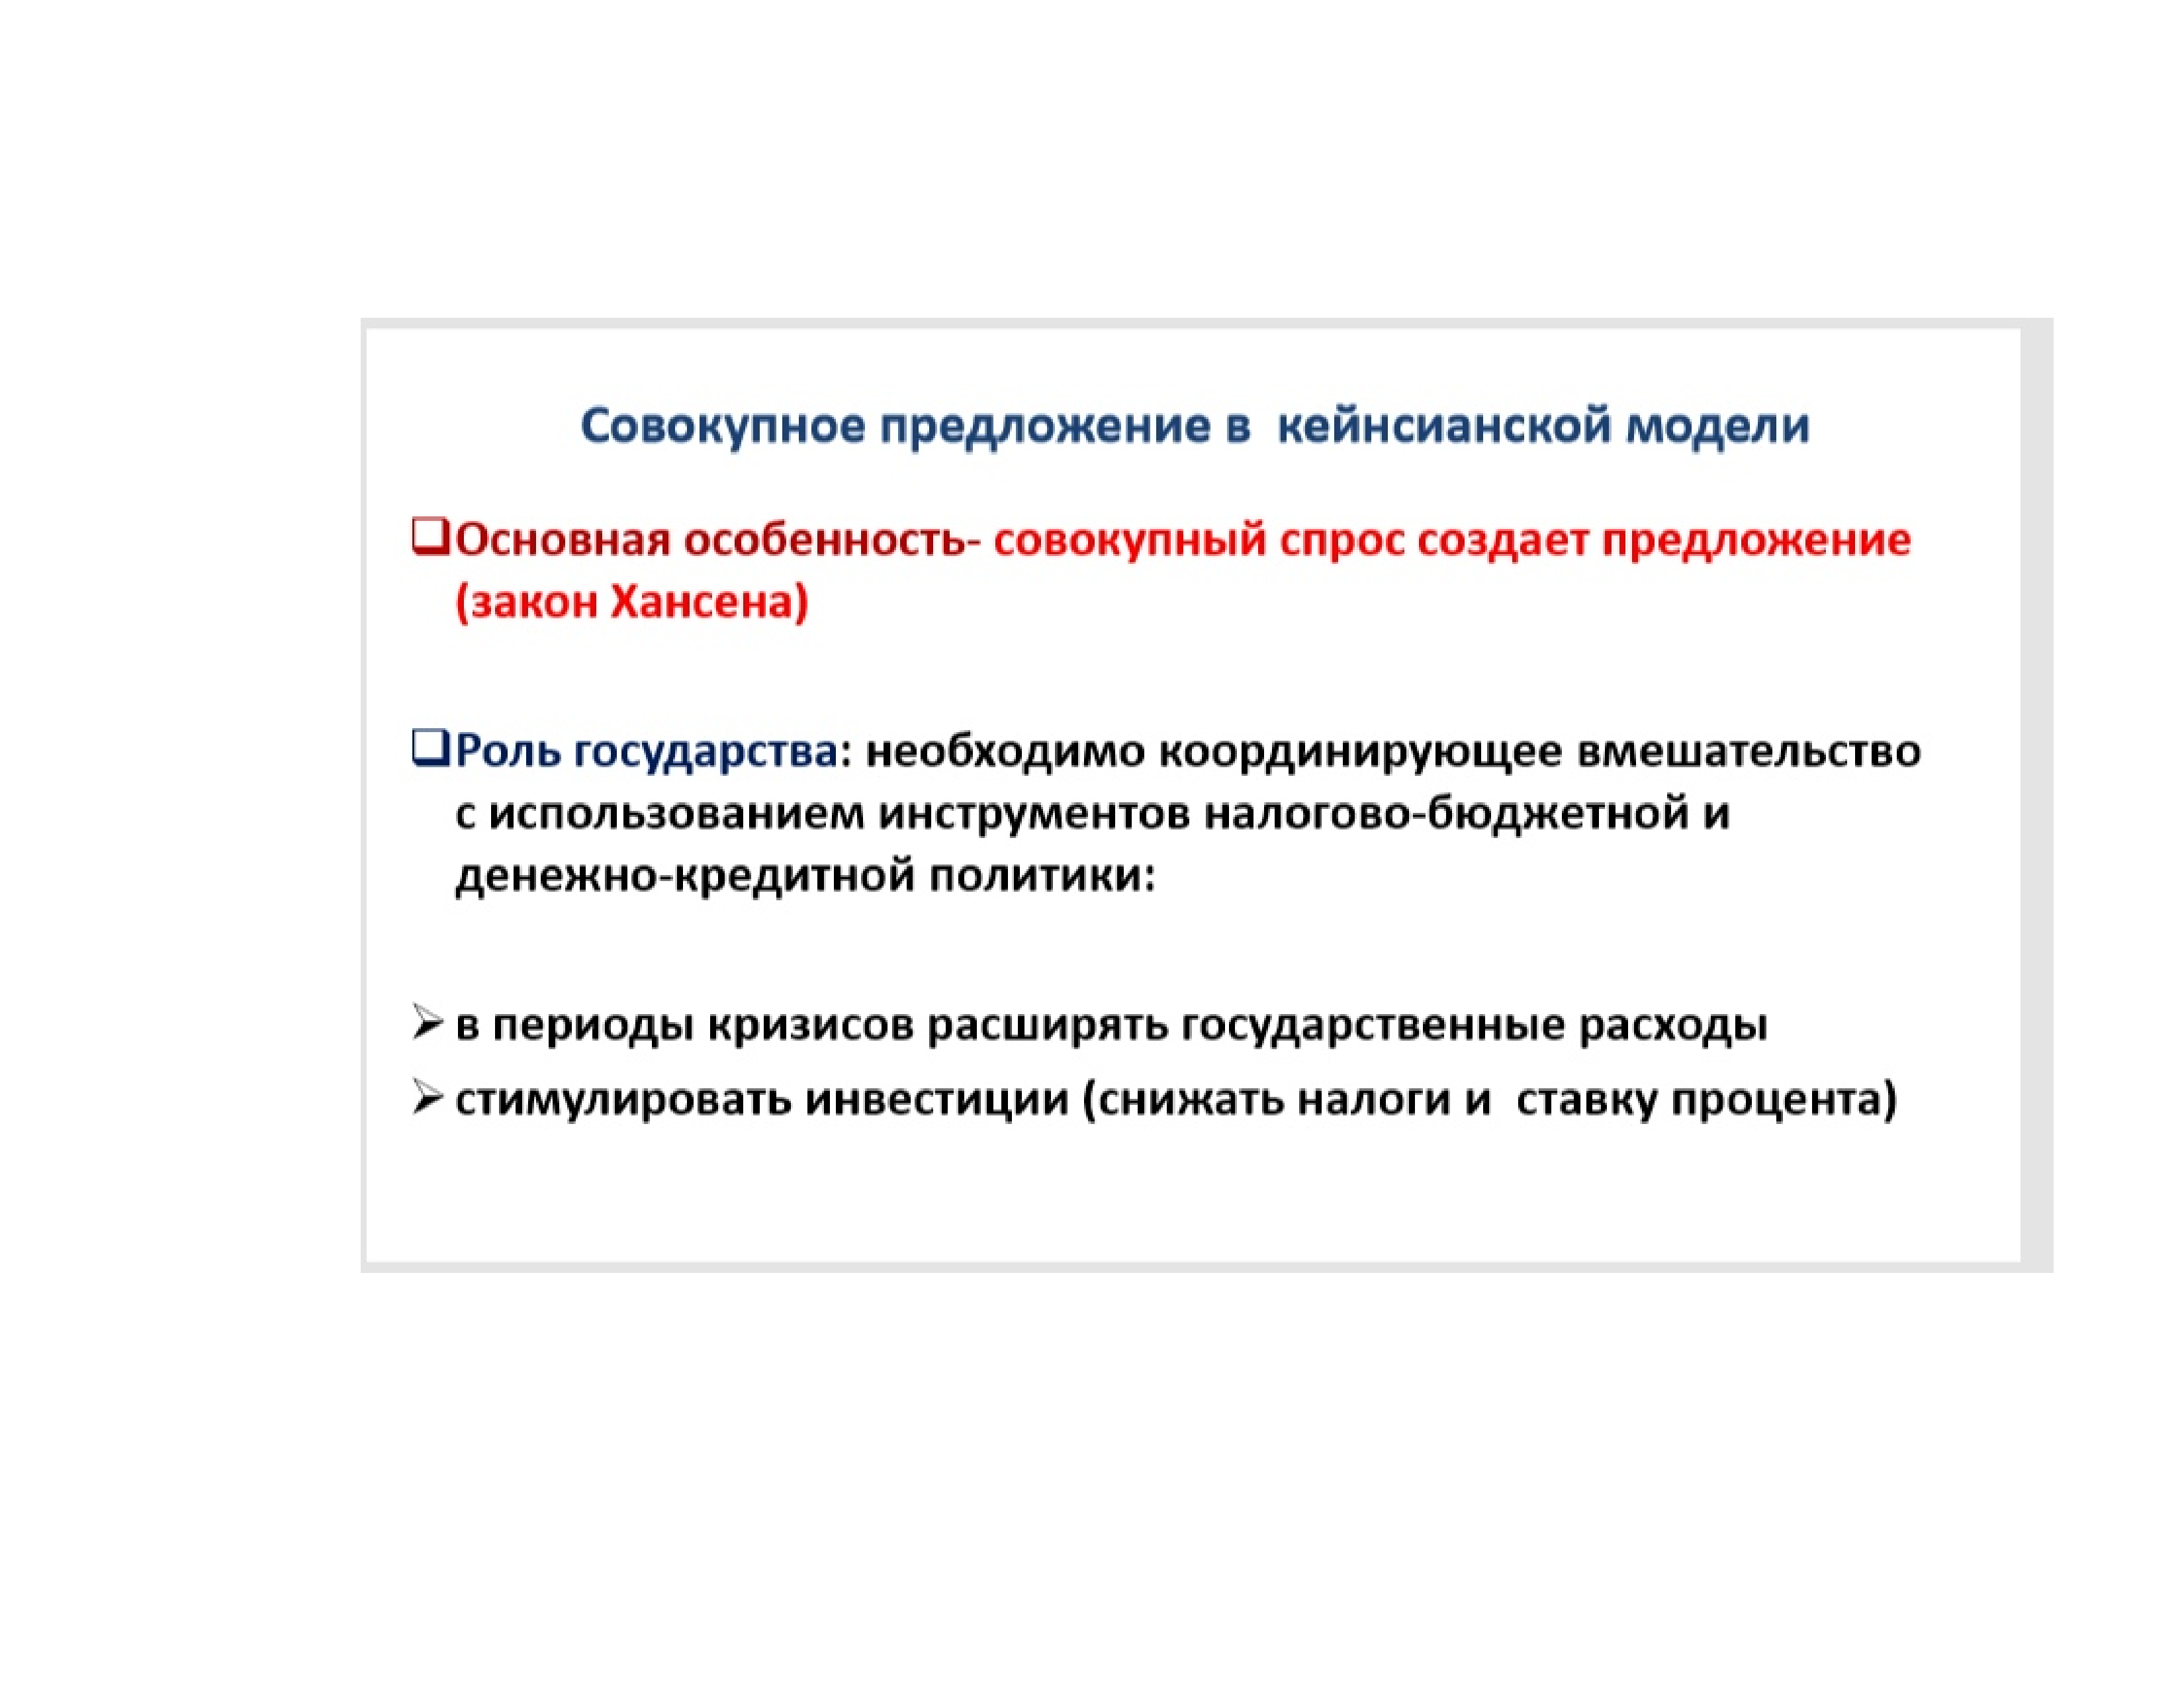 Совокупное предложение в  кейнсианской модели
Основная особенность- совокупный спрос создает предложение
(закон Хансена)
Роль государства: необходимо координирующее вмешательство
с использованием инструментов налогово-бюджетной и
денежно-кредитной политики:
в периоды кризисов расширять государственные расходы
стимулировать инвестиции (снижать налоги и  ставку процента)